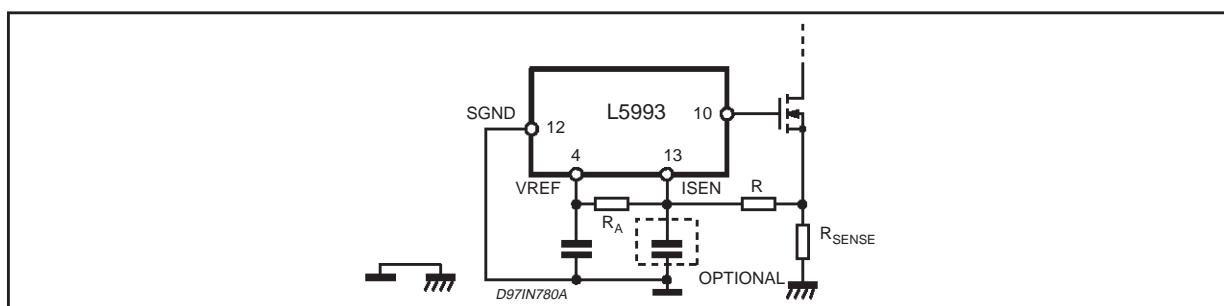 L5993
SGND
12
10
4
13
VREF
ISEN
R
RA
RSENSE
OPTIONAL
D97IN780A